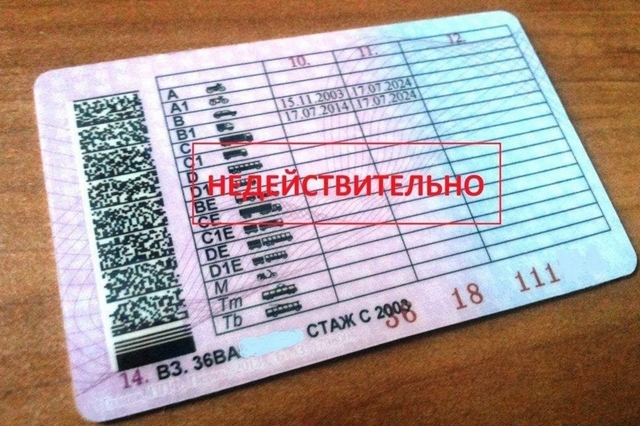 10. 11. 12.
A
A1
B 15.11.2003 17.07.2024
B1 17.07.2014 17.07.2024
C
C1
D
D1
НЕДЕЙСТВИТЕЛЬНО
BE
CE
C1E
DE
D1E
M
Tm
Tb
14. ВЗ. 36ВА СТАЖ С 2003
36 18 111